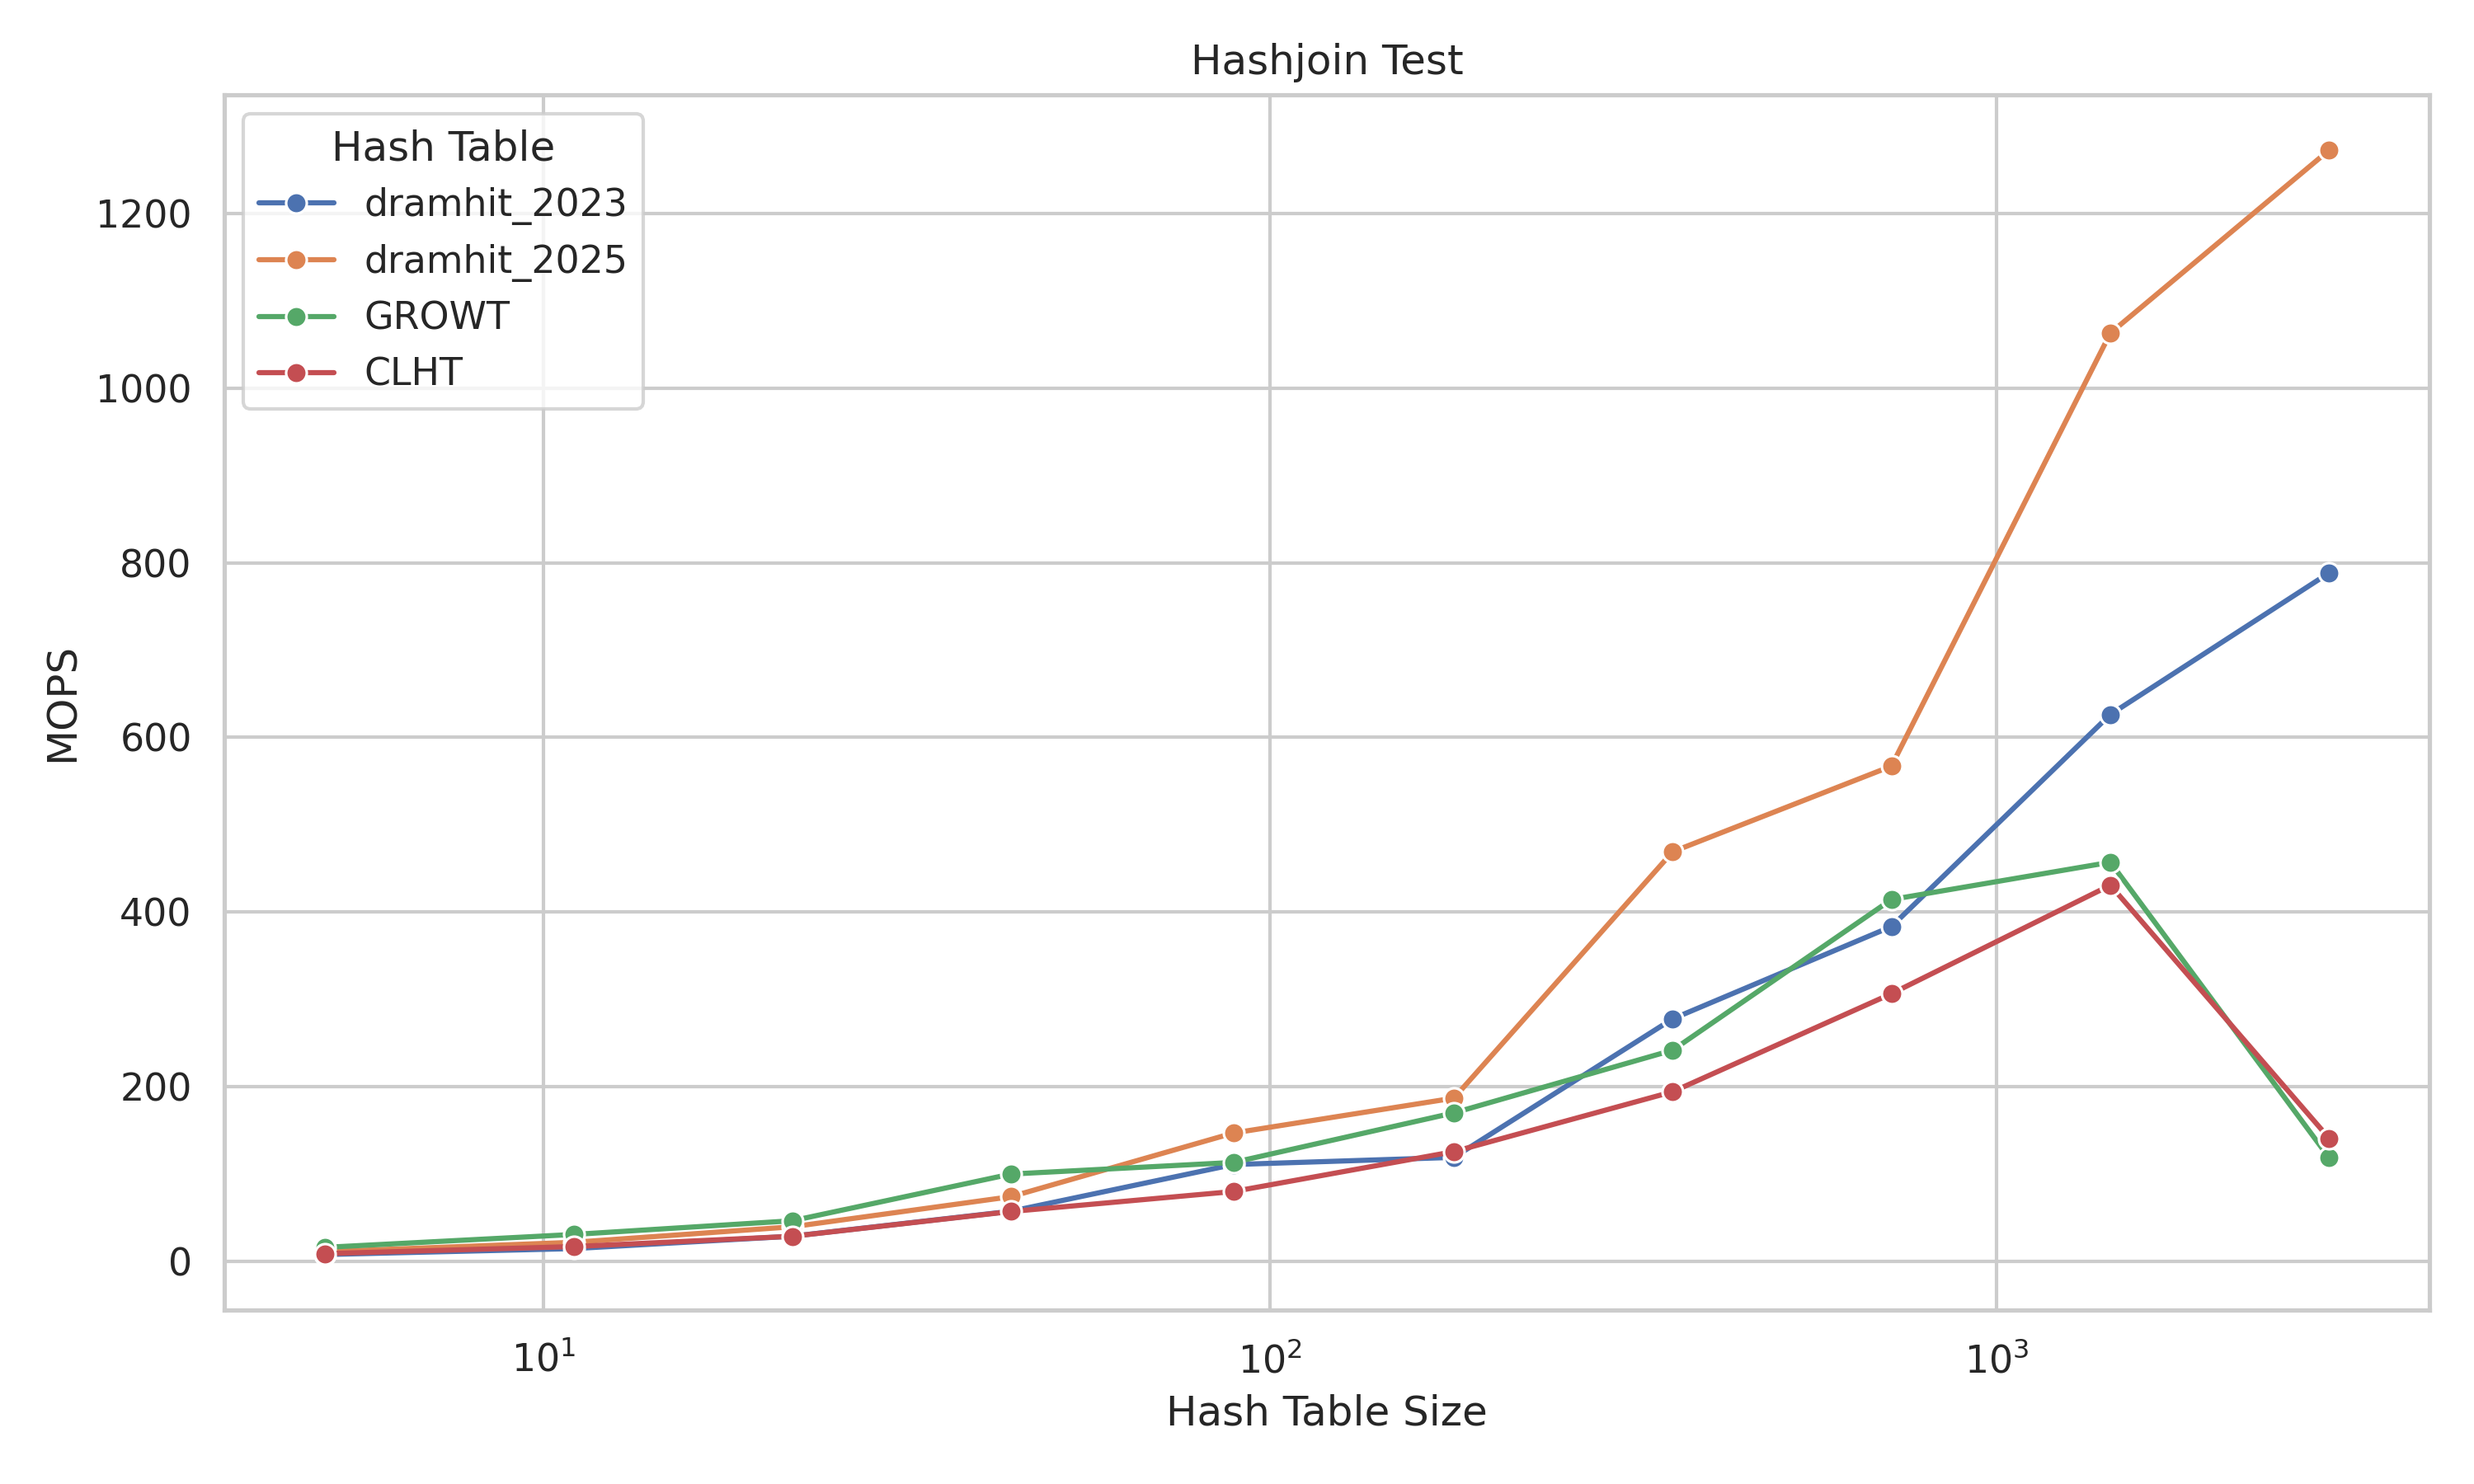 Hashjoin Test
Hash Table
dramhit_2023
dramhit_2025
GROWT
CLHT
MOPS
1200
1000
800
600
400
200
0
10¹
10²
10³
Hash Table Size